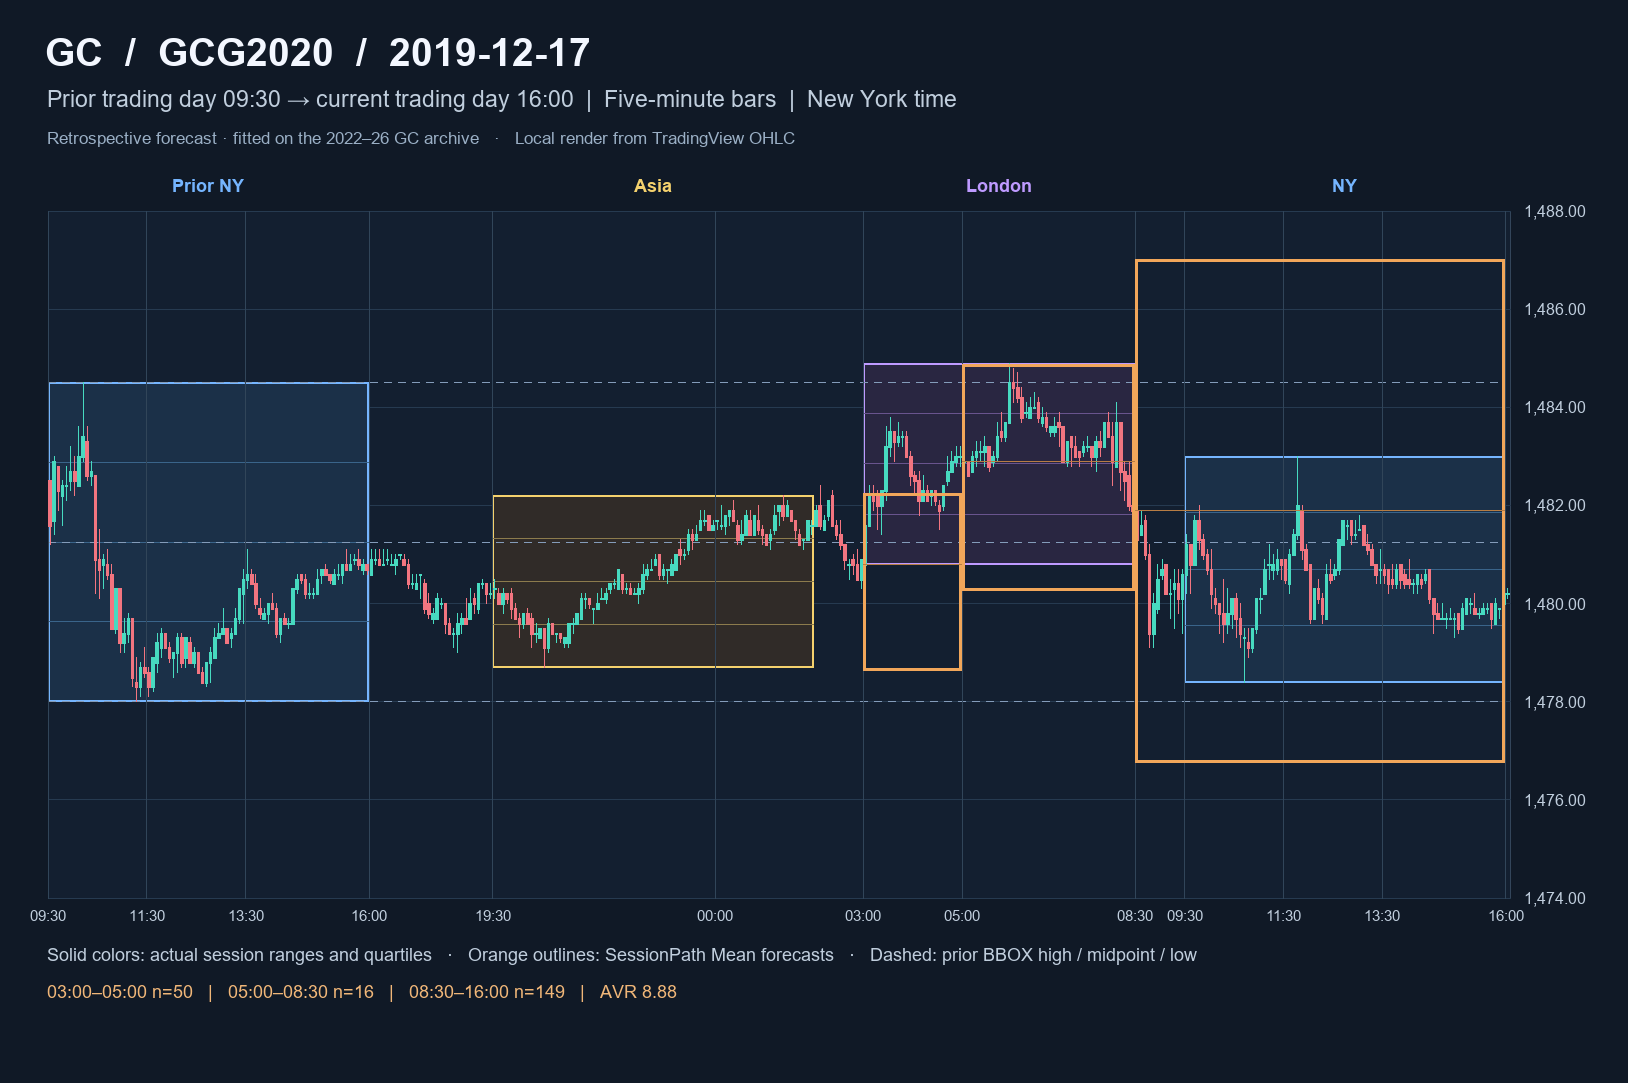 GC / GCG2020 / 2019-12-17
Prior trading day 09:30 → current trading day 16:00 | Five-minute bars | New York time
Retrospective forecast · fitted on the 2022–26 GC archive · Local render from TradingView OHLC
Prior NY Asia London NY
1,488.00
1,486.00
1,484.00
1,482.00
1,480.00
1,478.00
1,476.00
1,474.00
09:30 11:30 13:30 16:00 19:30 00:00 03:00 05:00 08:30 09:30 11:30 13:30 16:00
Solid colors: actual session ranges and quartiles · Orange outlines: SessionPath Mean forecasts · Dashed: prior BBOX high / midpoint / low
03:00–05:00 n=50 | 05:00–08:30 n=16 | 08:30–16:00 n=149 | AVR 8.88